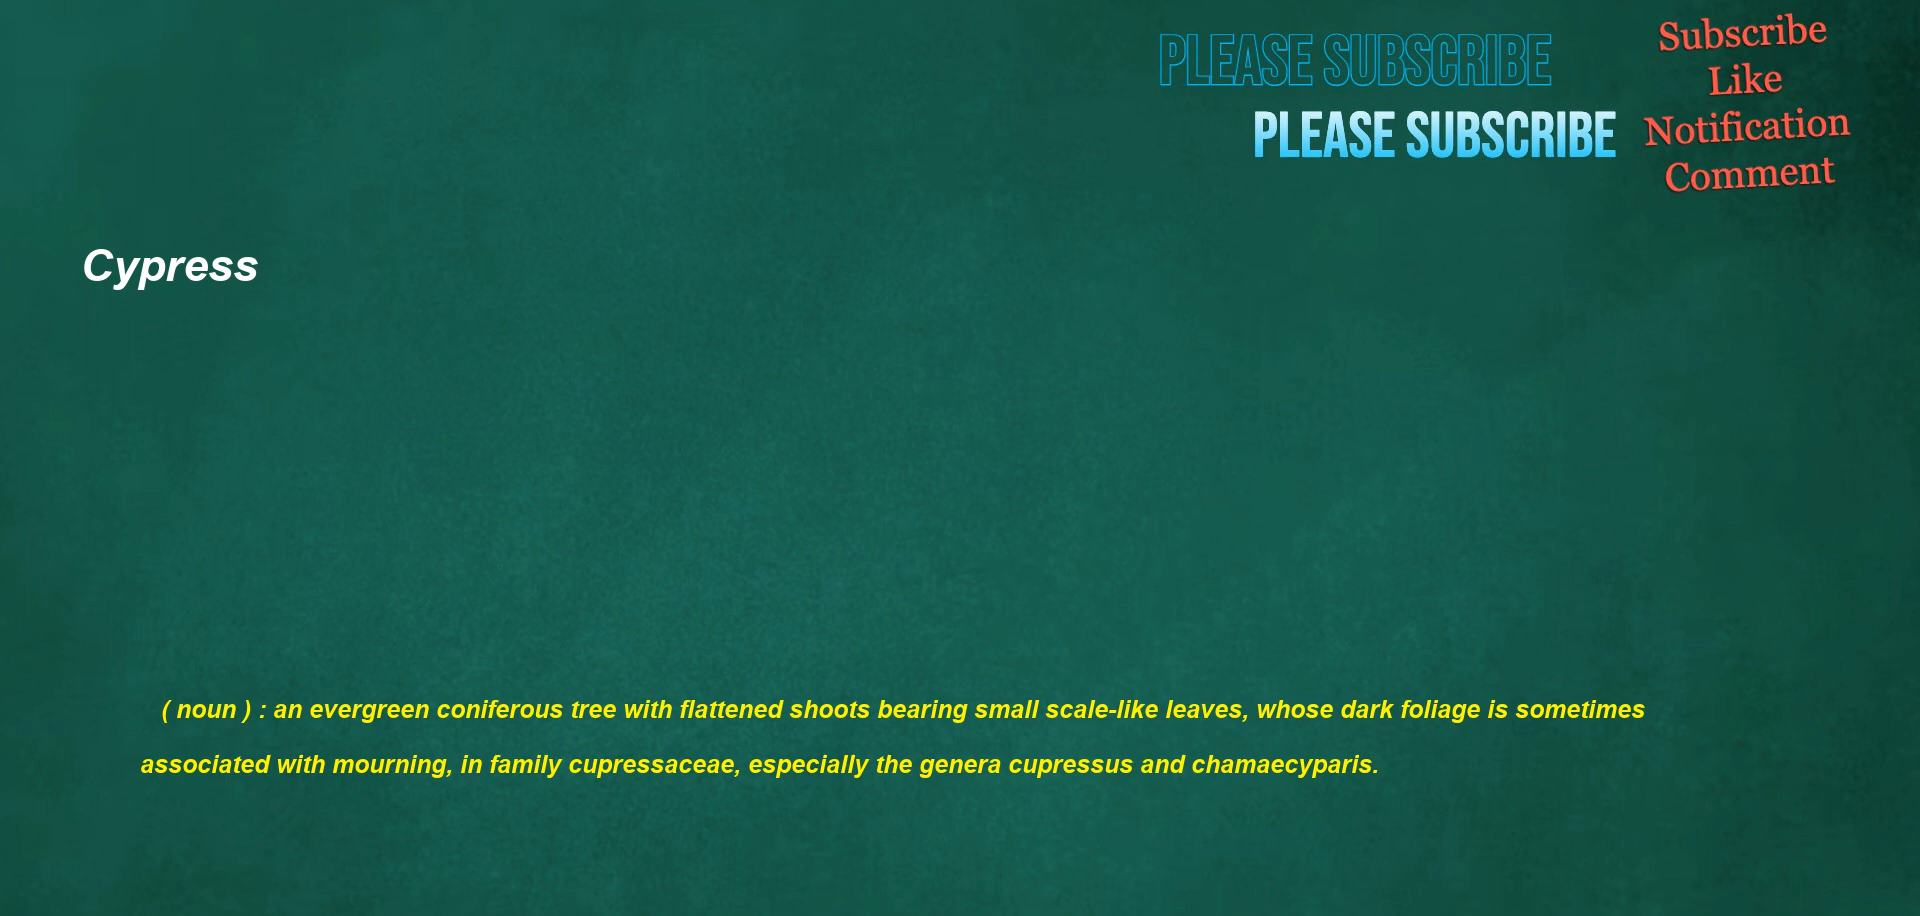 PLEASE SUBSCRIBE
PLEASE SUBSCRIBE
Subscribe
Like
Notification
Comment
Cypress
( noun ) : an evergreen coniferous tree with flattened shoots bearing small scale-like leaves, whose dark foliage is sometimes
associated with mourning, in family cupressaceae, especially the genera cupressus and chamaecyparis.